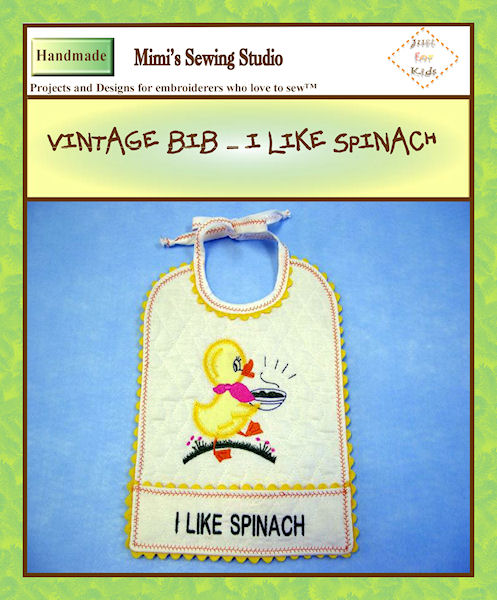 Handmade
Mimi's Sewing Studio
Just
For
Kids
Projects and Designs for embroiderers who love to sew™
VINTAGE BIB - I LIKE SPINACH
I LIKE SPINACH